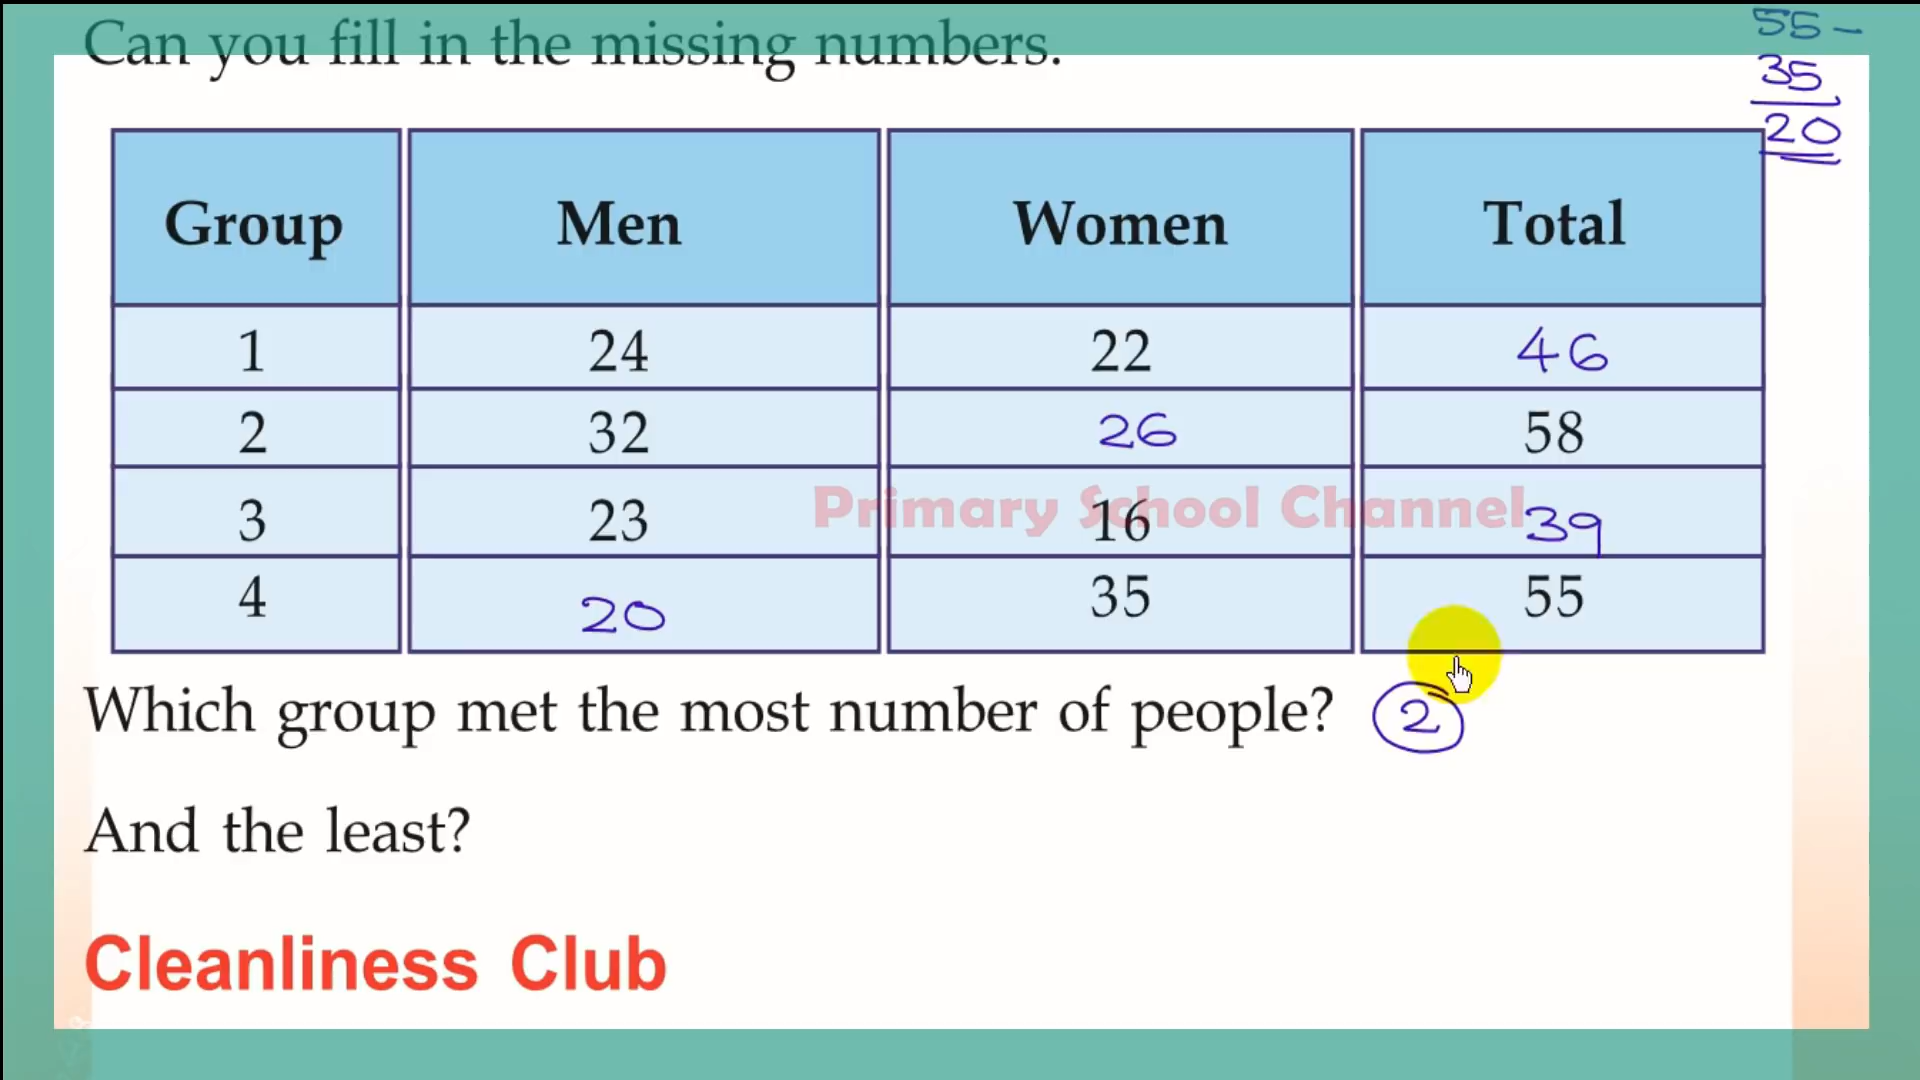 Can you fill in the missing numbers.
55 -
35
20
Group Men Women Total
1 24 22 46
2 32 26 58
Primary School Channel
3 23 16 39
4 20 35 55
Which group met the most number of people? 2
And the least?
Cleanliness Club